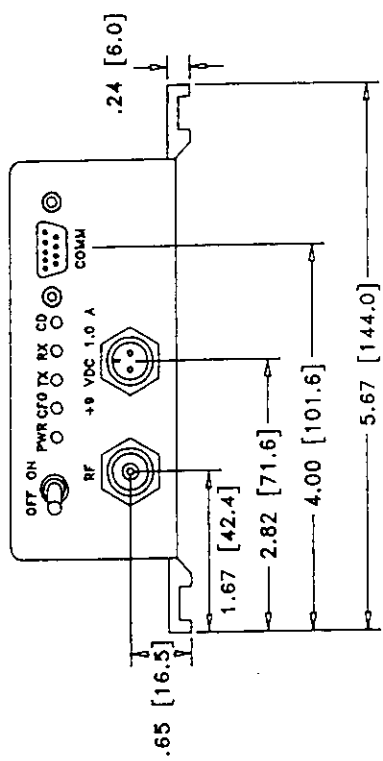 OFF ON
PWR CFO TX RX CD
COMM
RF
+9 VDC 1.0 A
.24 [6.0]
.65 [16.5]
1.67 [42.4]
2.82 [71.6]
4.00 [101.6]
5.67 [144.0]